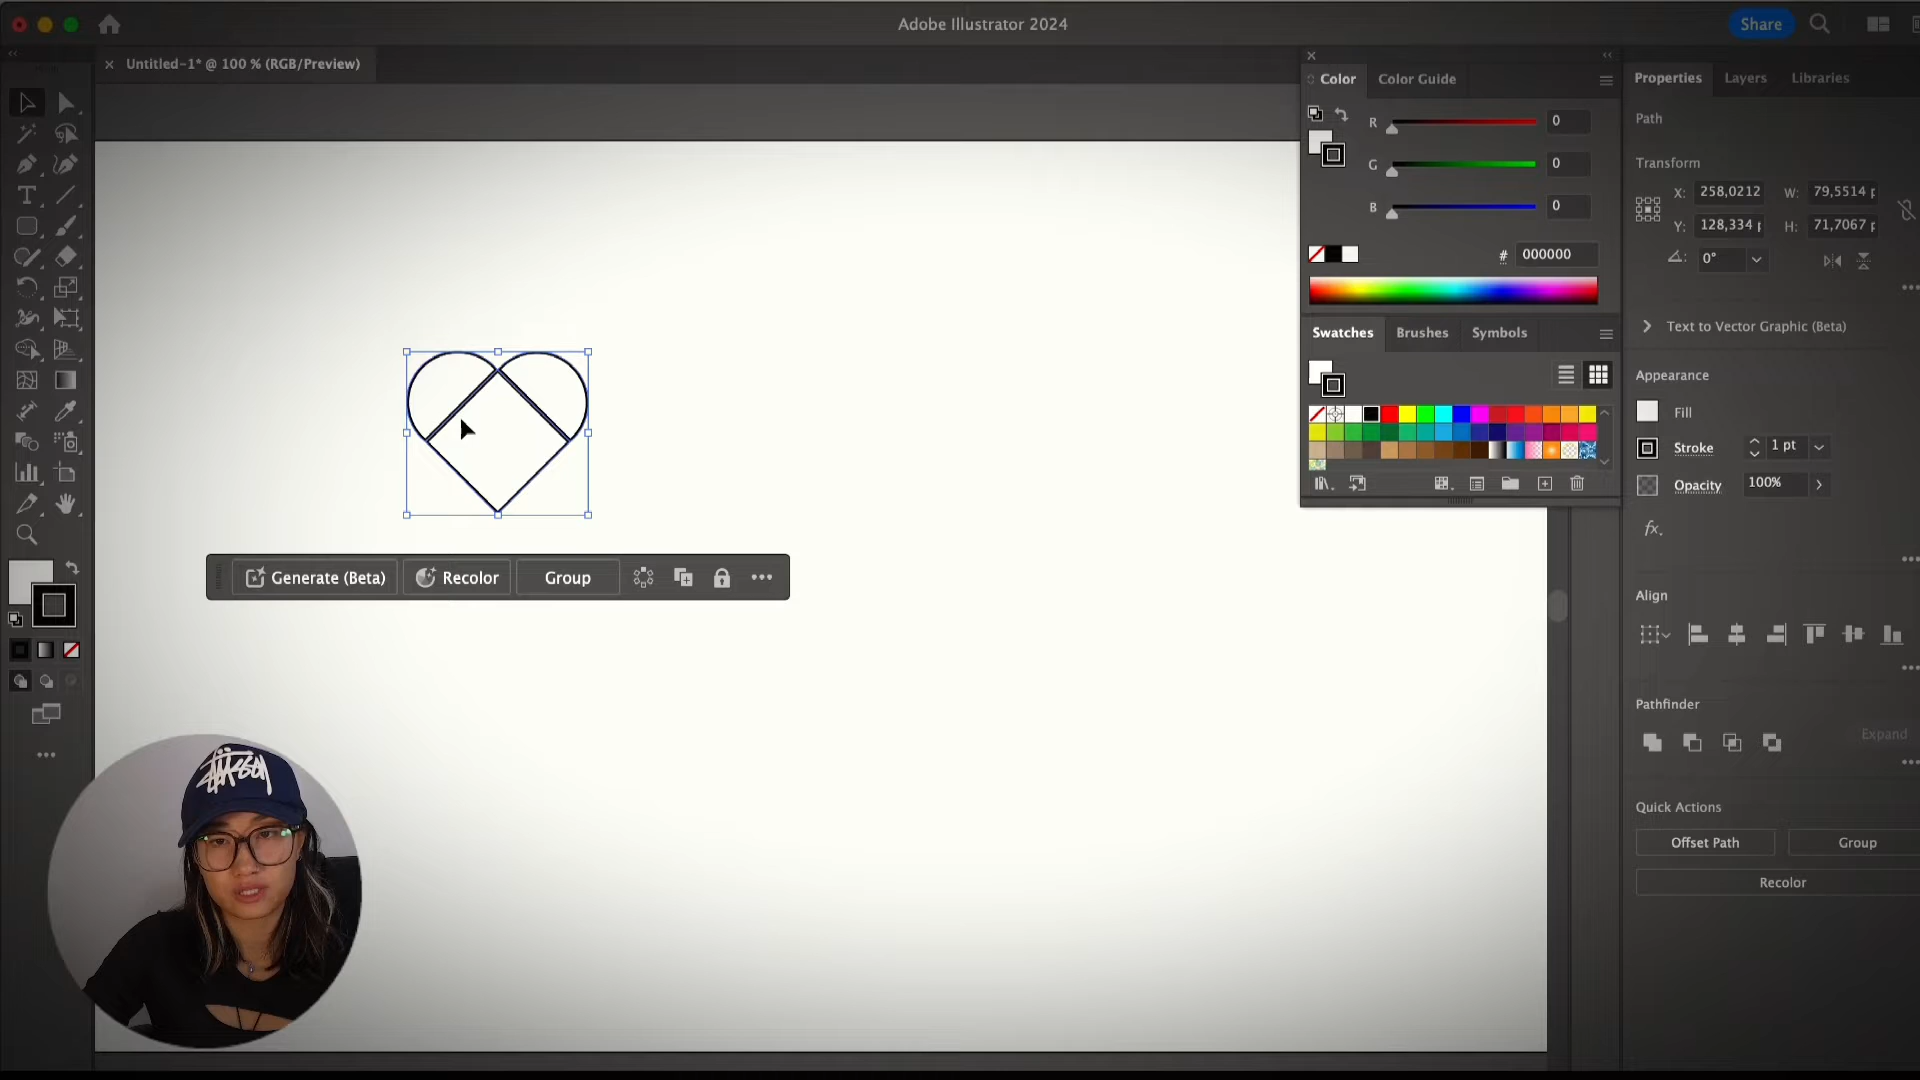 Adobe Illustrator 2024
Share
Untitled-1* @ 100 % (RGB/Preview)
Color
Color Guide
R
0
G
0
B
0
# 000000
Swatches
Brushes
Symbols
Properties
Layers
Libraries
Path
Transform
X: 258,0212
W: 79,5514
Y: 128,334
H: 71,7067
0°
Text to Vector Graphic (Beta)
Appearance
Fill
Stroke
1 pt
Opacity
100%
fx.
Align
Pathfinder
Expand
Quick Actions
Offset Path
Group
Recolor
Generate (Beta)
Recolor
Group
T